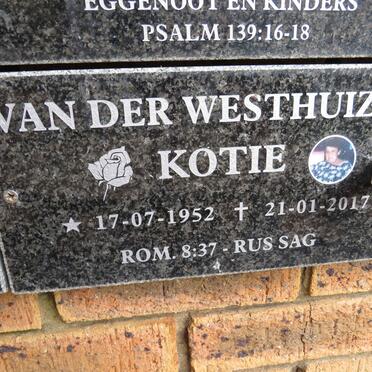 EGGENOOT EN KINDERS
PSALM 139:16-18
VAN DER WESTHUIZ
KOTIE
★ 17-07-1952 ✝ 21-01-2017
ROM. 8:37 - RUS SAG